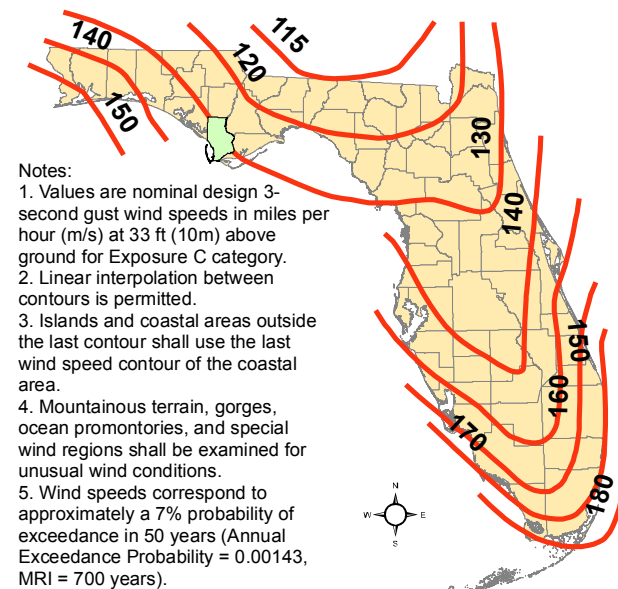 115
140
120
150
130
140
150
160
170
180
Notes:
1. Values are nominal design 3-
second gust wind speeds in miles per
hour (m/s) at 33 ft (10m) above
ground for Exposure C category.
2. Linear interpolation between
contours is permitted.
3. Islands and coastal areas outside
the last contour shall use the last
wind speed contour of the coastal
area.
4. Mountainous terrain, gorges,
ocean promontories, and special
wind regions shall be examined for
unusual wind conditions.
5. Wind speeds correspond to
approximately a 7% probability of
exceedance in 50 years (Annual
Exceedance Probability = 0.00143,
MRI = 700 years).
N
W E
S